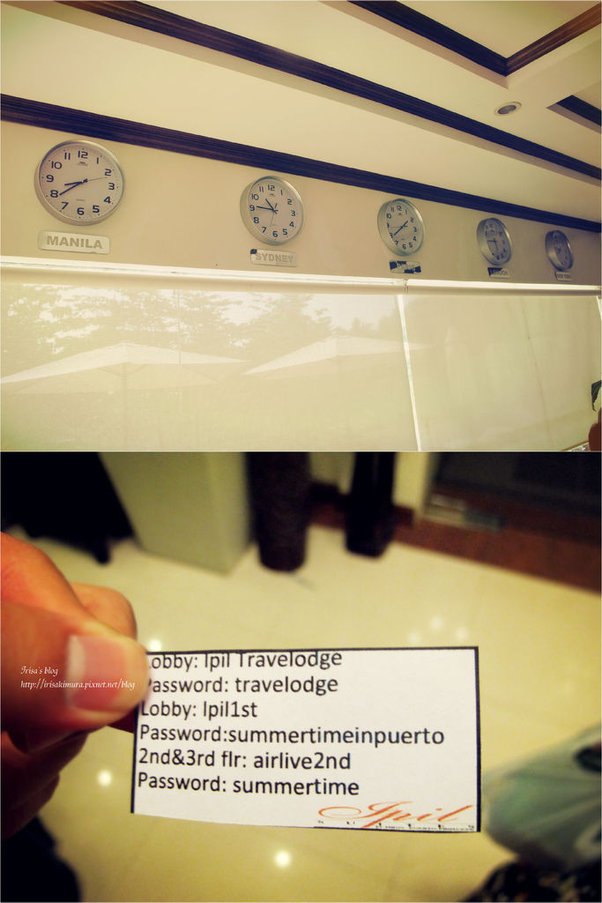 MANILA
SYDNEY
Irisa's blog
http://irisakimura.pixnet.net/blog
Lobby: Ipil Travelodge
Password: travelodge
Lobby: Ipil1st
Password:summertimeinpuerto
2nd&3rd flr: airlive2nd
Password: summertime
Ipil